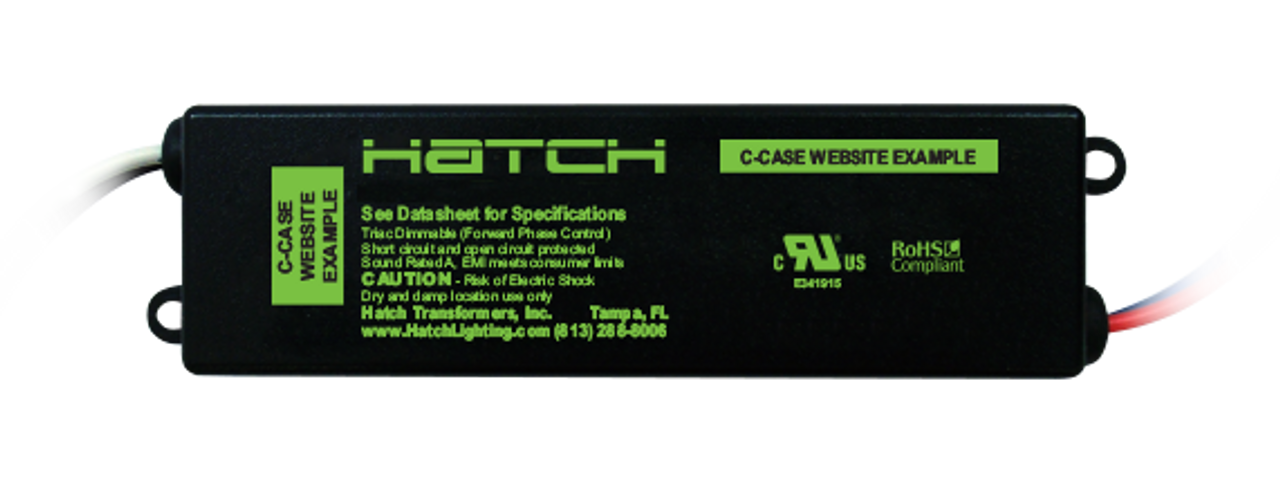 HATCH
C-CASE WEBSITE EXAMPLE
C-CASE
WEBSITE
EXAMPLE
See Datasheet for Specifications
Triac Dimmable (Forward Phase Control)
Short circuit and open circuit protected
Sound Rated A, EMI meets consumer limits
CAUTION - Risk of Electric Shock
Dry and damp location use only
Hatch Transformers, Inc. Tampa, FL
www.HatchLighting.com (813) 288-8006
C RU US
E341915
RoHS
Compliant